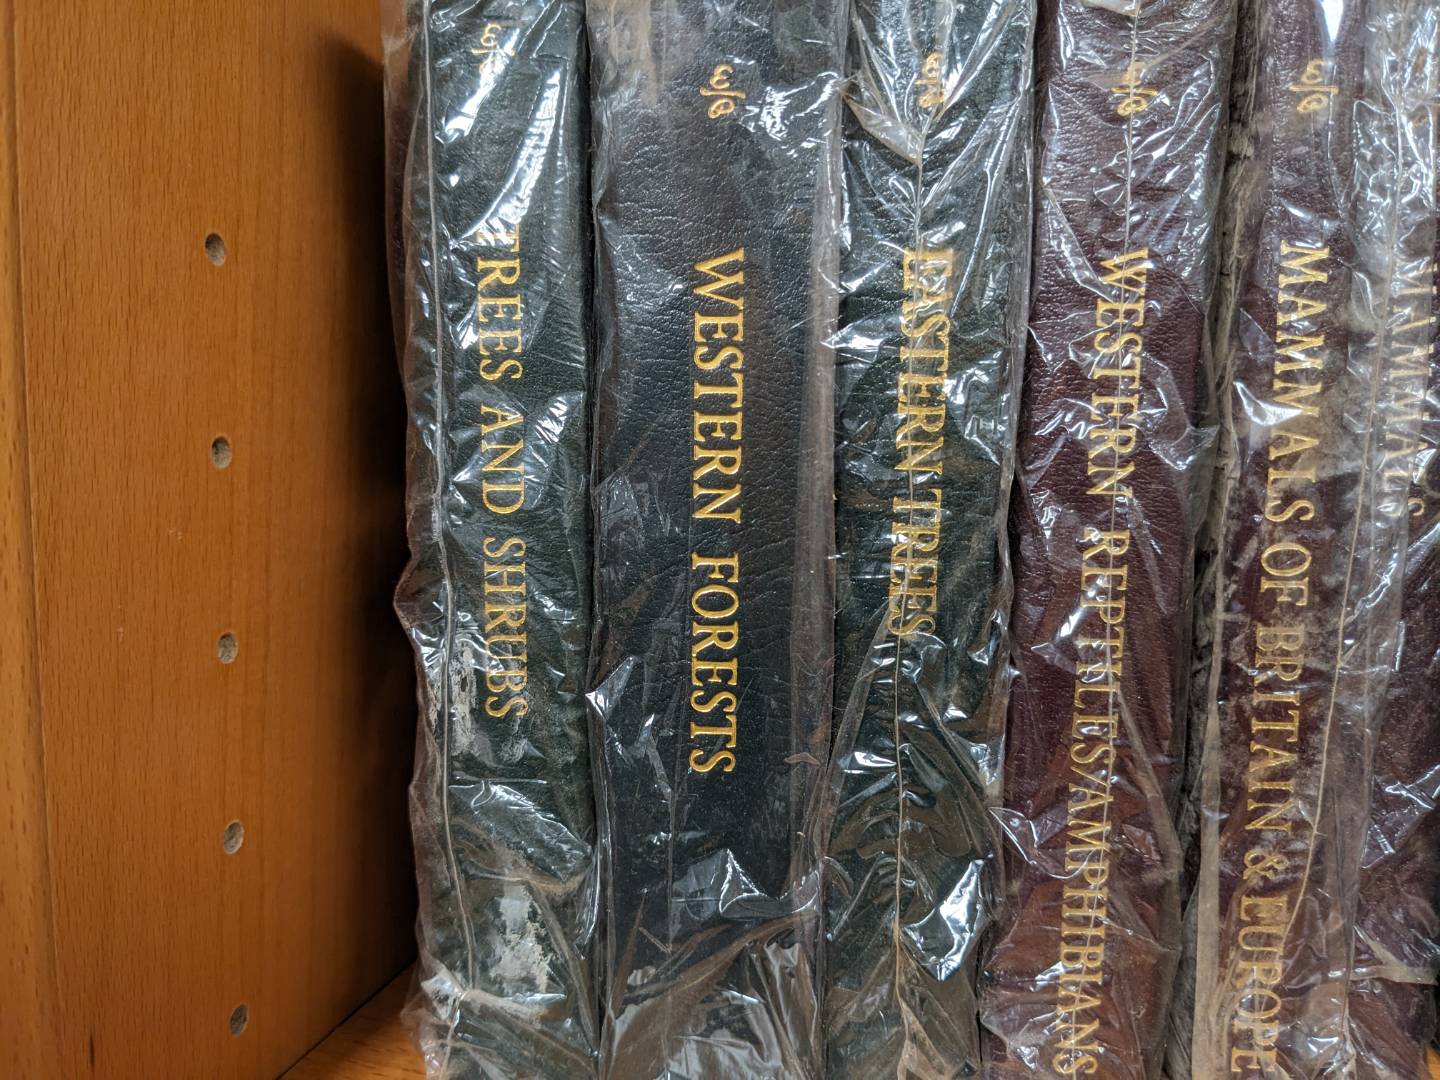 TREES AND SHRUBS
WESTERN FORESTS
EASTERN TREES
WESTERN REPTILES/AMPHIBIANS
MAMMALS OF BRITAIN & EUROPE